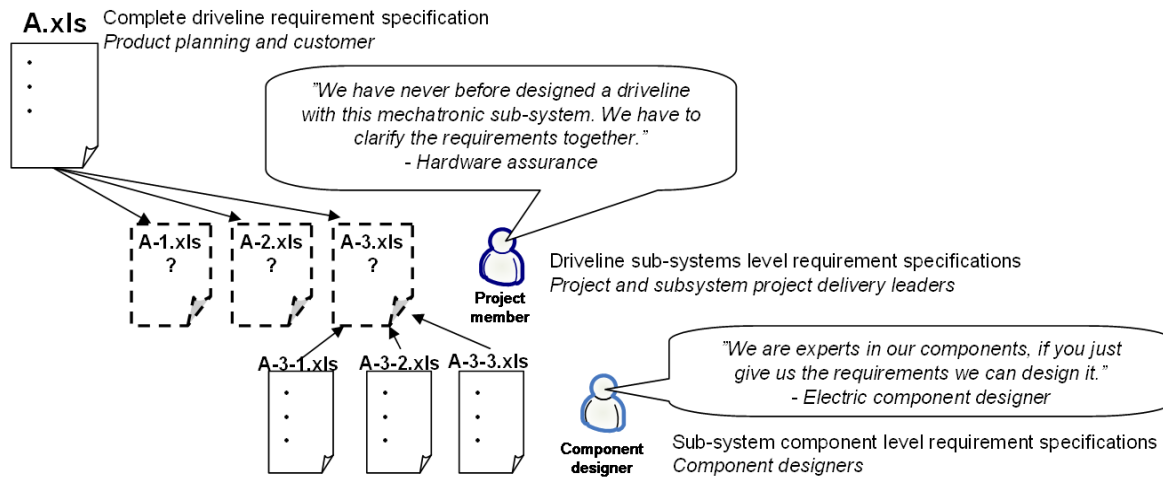 A.xls
Complete driveline requirement specification
Product planning and customer
”We have never before designed a driveline
with this mechatronic sub-system. We have to
clarify the requirements together.”
- Hardware assurance
A-1.xls
?
A-2.xls
?
A-3.xls
?
Project
member
Driveline sub-systems level requirement specifications
Project and subsystem project delivery leaders
A-3-1.xls
A-3-2.xls
A-3-3.xls
”We are experts in our components, if you just
give us the requirements we can design it.”
- Electric component designer
Component
designer
Sub-system component level requirement specifications
Component designers